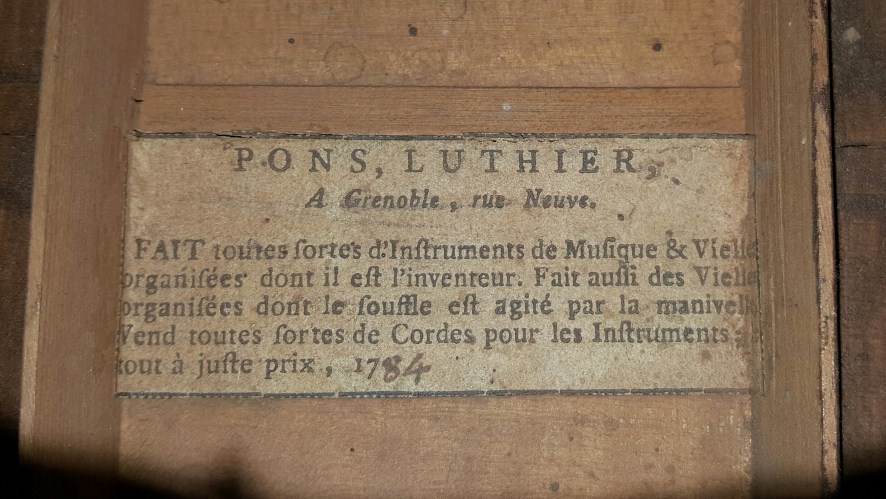 PONS, LUTHIER,
A Grenoble, rue Neuve.
FAIT toutes ſortes d'Inſtruments de Muſique & Vielle
organiſées dont il eſt l'inventeur. Fait auſſi des Vielle
organiſées dont le ſouffle eſt agité par la manivelle
Vend toutes ſortes de Cordes pour les Inſtruments
tout à juſte prix, 1784